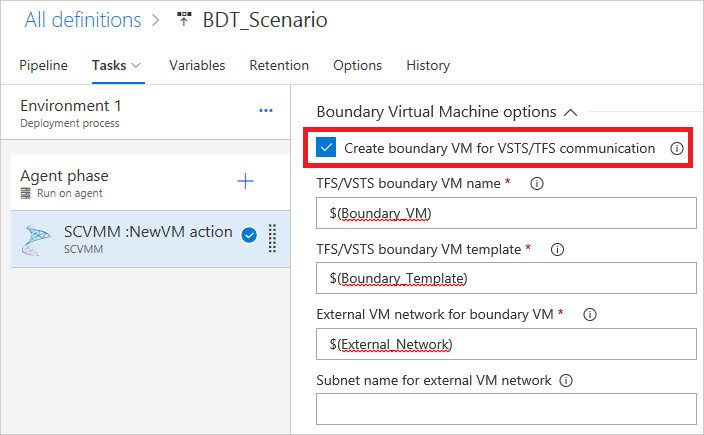 All definitions > BDT_Scenario
Pipeline Tasks Variables Retention Options History
Environment 1 ...
Deployment process
Agent phase +
Run on agent
SCVMM :NewVM action
SCVMM
Boundary Virtual Machine options
Create boundary VM for VSTS/TFS communication
TFS/VSTS boundary VM name *
$(Boundary_VM)
TFS/VSTS boundary VM template *
$(Boundary_Template)
External VM network for boundary VM *
$(External_Network)
Subnet name for external VM network